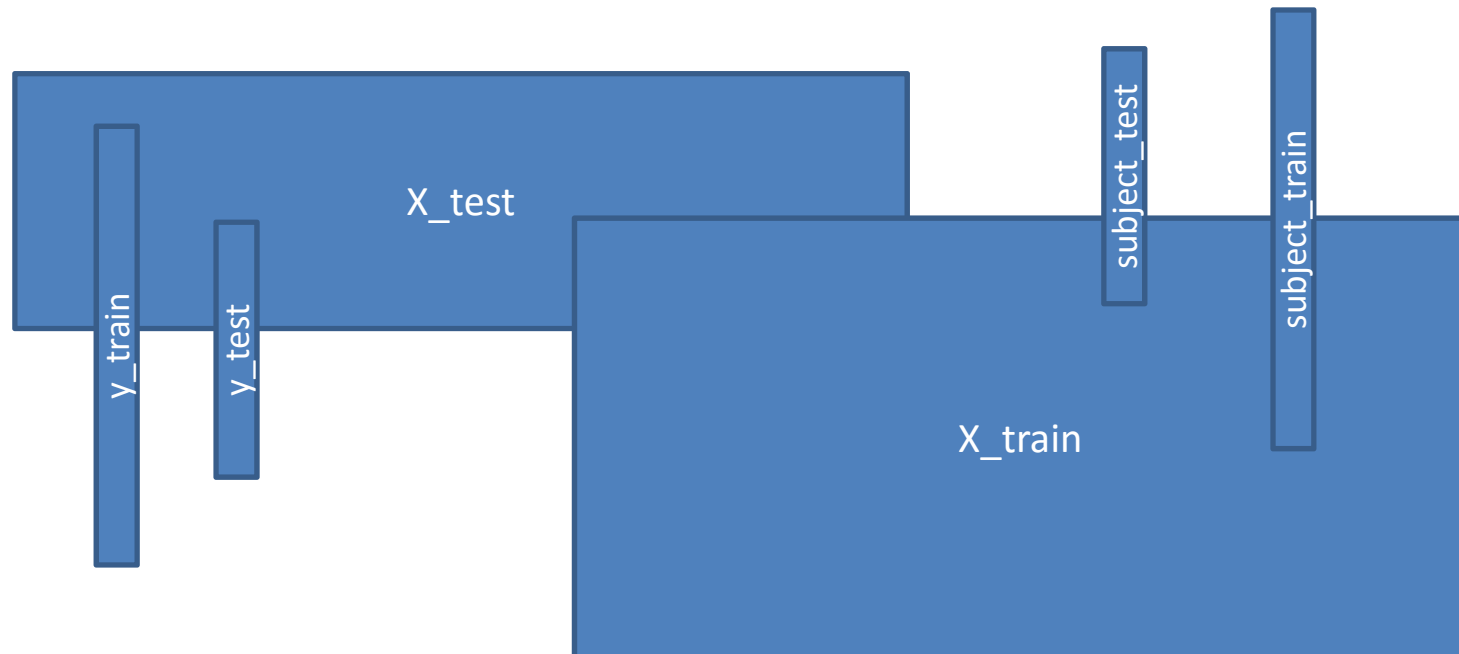 X_test
subject_test
subject_train
y_train
y_test
X_train